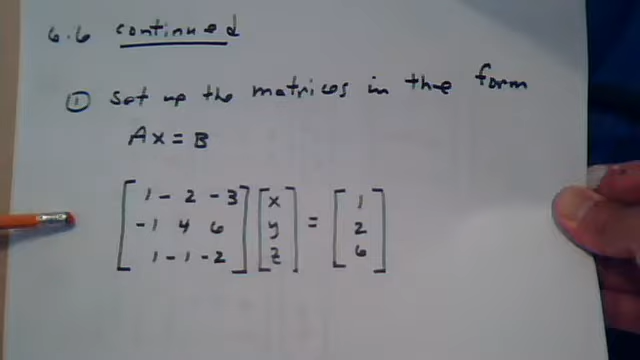 6.6 continued
① Set up the matrices in the form
AX = B
[1 - 2 - 3] [x] = [1]
[-1 4 6] [y] [2]
[1 - 1 - 2] [z] [6]